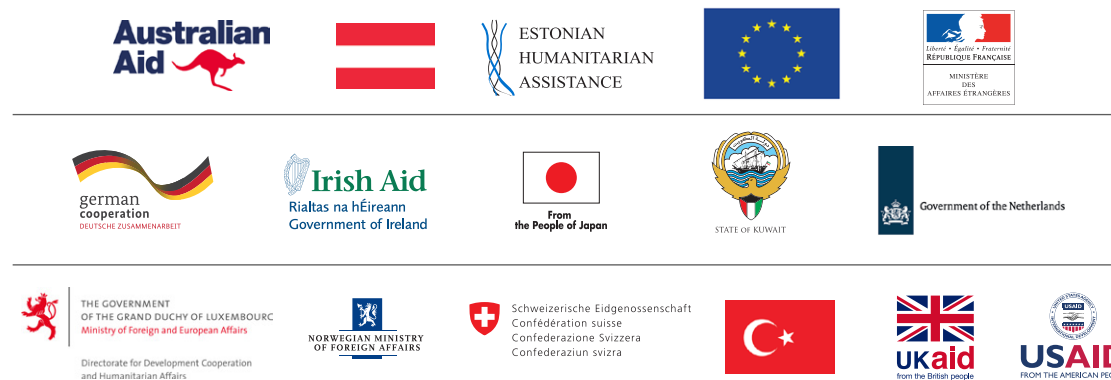 Australian
Aid
ESTONIAN
HUMANITARIAN
ASSISTANCE
Liberté • Égalité • Fraternité
RÉPUBLIQUE FRANÇAISE
MINISTÈRE
DES
AFFAIRES ÉTRANGÈRES
german
cooperation
DEUTSCHE ZUSAMMENARBEIT
Irish Aid
Rialtas na hÉireann
Government of Ireland
From
the People of Japan
STATE OF KUWAIT
Government of the Netherlands
THE GOVERNMENT
OF THE GRAND DUCHY OF LUXEMBOURG
Ministry of Foreign and European Affairs
Directorate for Development Cooperation
and Humanitarian Affairs
NORWEGIAN MINISTRY
OF FOREIGN AFFAIRS
Schweizerische Eidgenossenschaft
Confédération suisse
Confederazione Svizzera
Confederaziun svizra
UKaid
from the British people
USAID
USAID
FROM THE AMERICAN PE